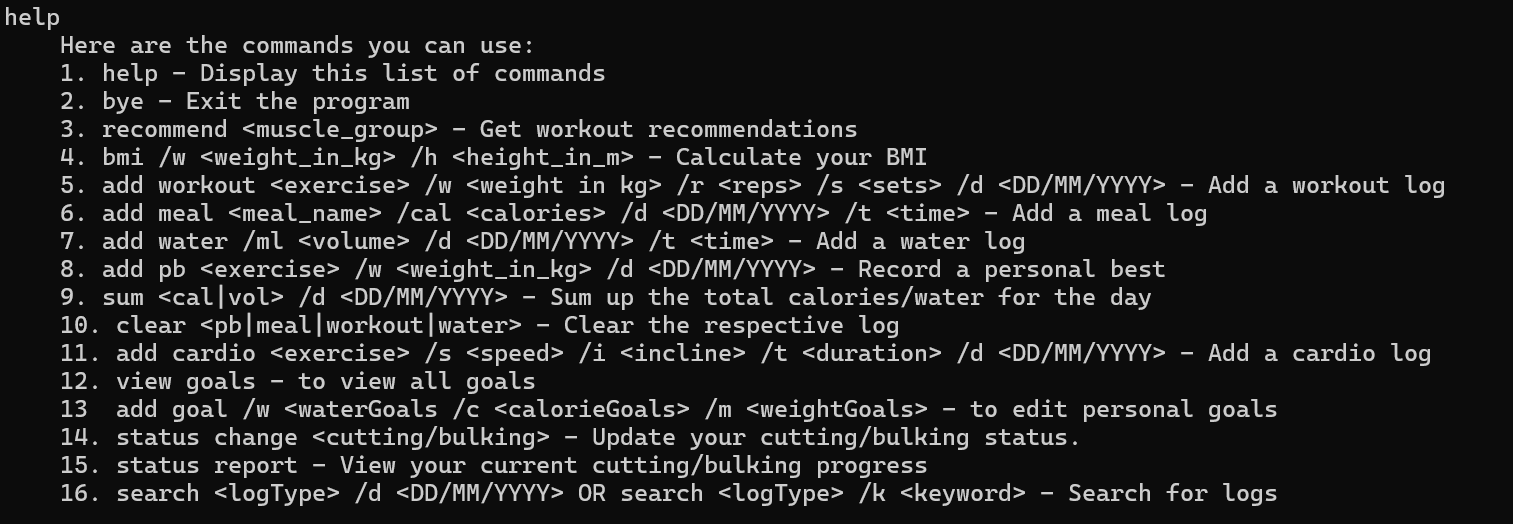 help
Here are the commands you can use:
1. help – Display this list of commands
2. bye – Exit the program
3. recommend <muscle_group> – Get workout recommendations
4. bmi /w <weight_in_kg> /h <height_in_m> – Calculate your BMI
5. add workout <exercise> /w <weight in kg> /r <reps> /s <sets> /d <DD/MM/YYYY> – Add a workout log
6. add meal <meal_name> /cal <calories> /d <DD/MM/YYYY> /t <time> – Add a meal log
7. add water /ml <volume> /d <DD/MM/YYYY> /t <time> – Add a water log
8. add pb <exercise> /w <weight_in_kg> /d <DD/MM/YYYY> – Record a personal best
9. sum <cal|vol> /d <DD/MM/YYYY> – Sum up the total calories/water for the day
10. clear <pb|meal|workout|water> – Clear the respective log
11. add cardio <exercise> /s <speed> /i <incline> /t <duration> /d <DD/MM/YYYY> – Add a cardio log
12. view goals – to view all goals
13  add goal /w <waterGoals /c <calorieGoals> /m <weightGoals> – to edit personal goals
14. status change <cutting/bulking> – Update your cutting/bulking status.
15. status report – View your current cutting/bulking progress
16. search <logType> /d <DD/MM/YYYY> OR search <logType> /k <keyword> – Search for logs